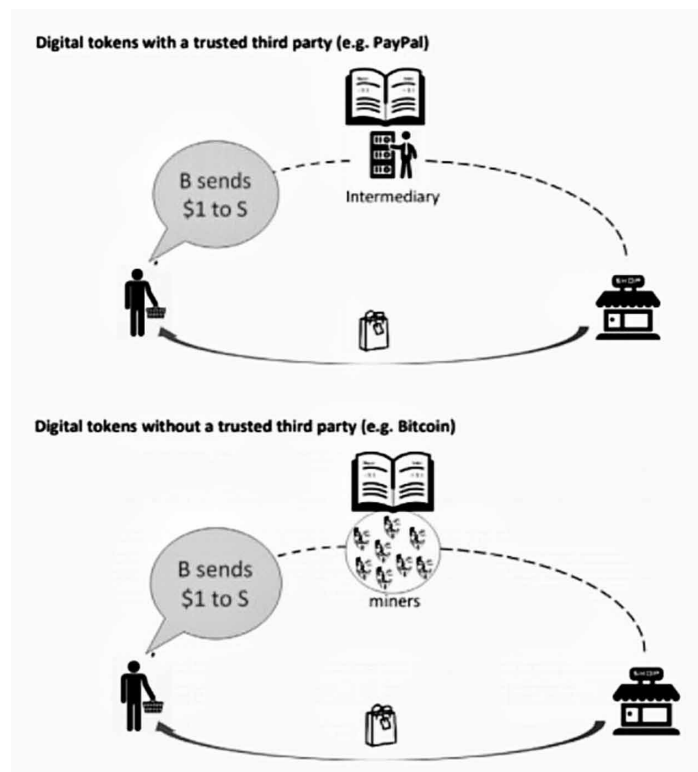 Digital tokens with a trusted third party (e.g. PayPal)
B sends
$1 to S
Intermediary
SHOP
Digital tokens without a trusted third party (e.g. Bitcoin)
B sends
$1 to S
miners
SHOP